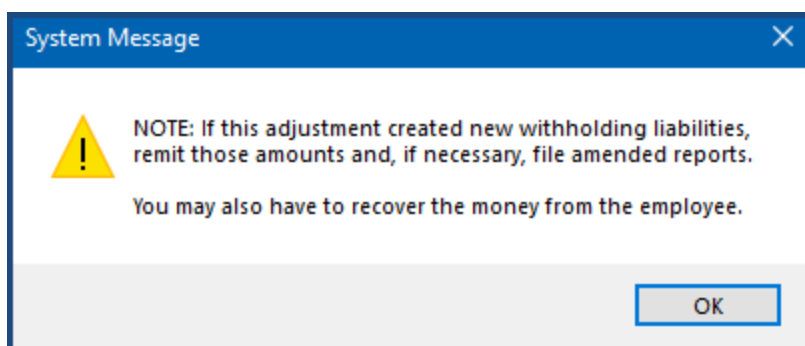 System Message
NOTE: If this adjustment created new withholding liabilities,
remit those amounts and, if necessary, file amended reports.
You may also have to recover the money from the employee.
OK